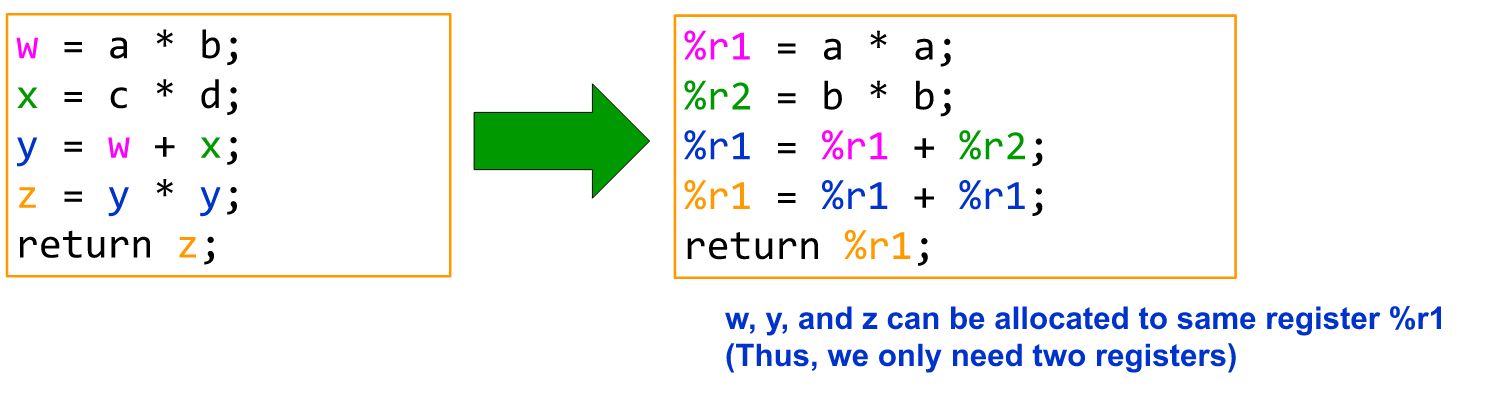 w = a * b;
x = c * d;
y = w + x;
z = y * y;
return z;
%r1 = a * a;
%r2 = b * b;
%r1 = %r1 + %r2;
%r1 = %r1 + %r1;
return %r1;
w, y, and z can be allocated to same register %r1
(Thus, we only need two registers)